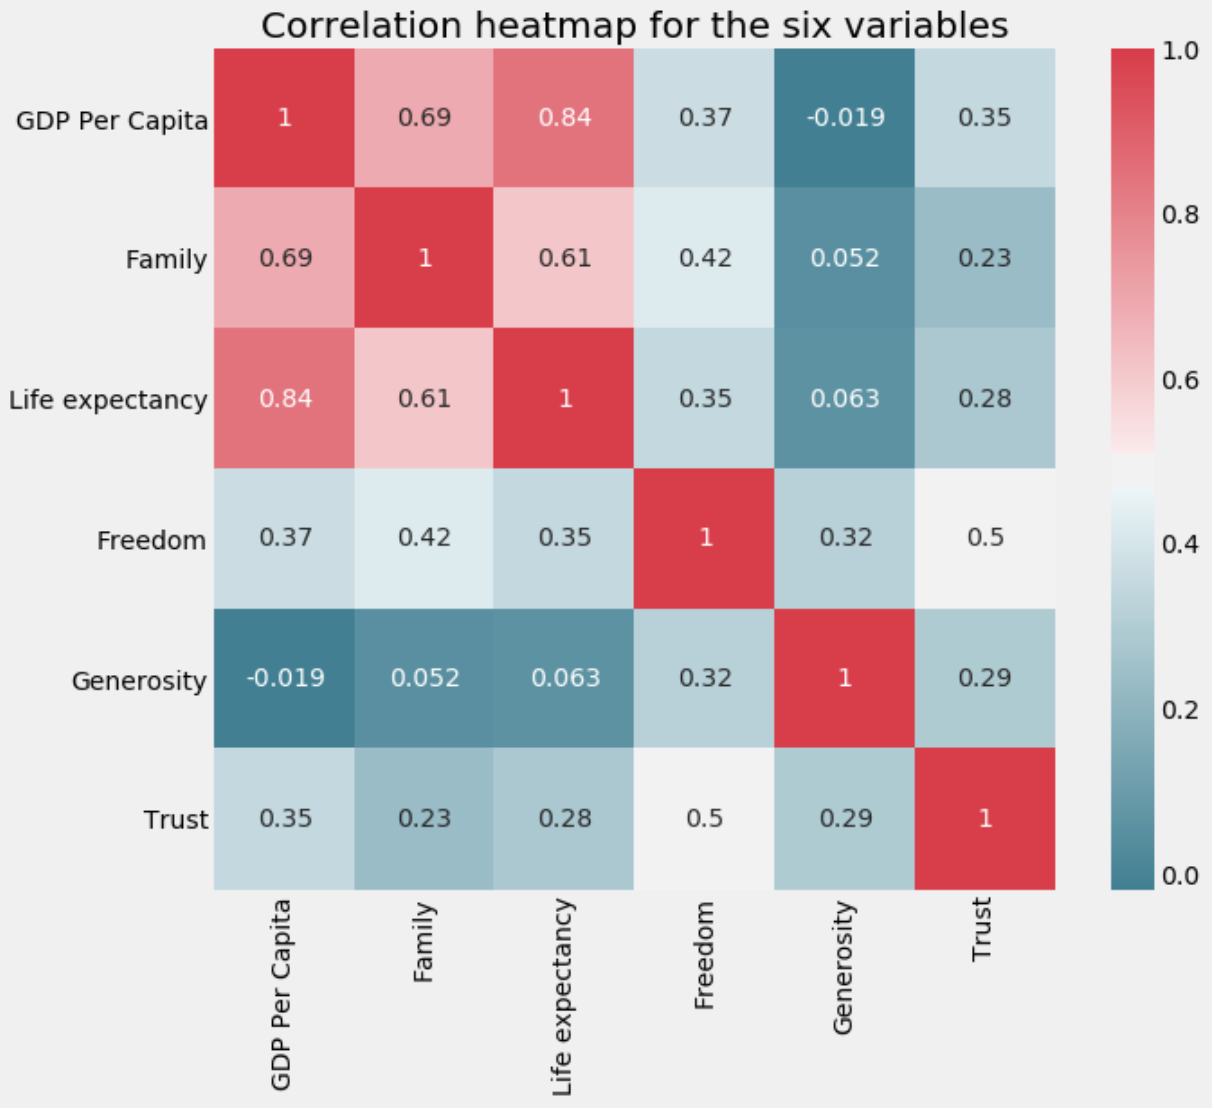 Correlation heatmap for the six variables
GDP Per Capita 1 0.69 0.84 0.37 -0.019 0.35
Family 0.69 1 0.61 0.42 0.052 0.23
Life expectancy 0.84 0.61 1 0.35 0.063 0.28
Freedom 0.37 0.42 0.35 1 0.32 0.5
Generosity -0.019 0.052 0.063 0.32 1 0.29
Trust 0.35 0.23 0.28 0.5 0.29 1
GDP Per Capita
Family
Life expectancy
Freedom
Generosity
Trust
1.0
0.8
0.6
0.4
0.2
0.0